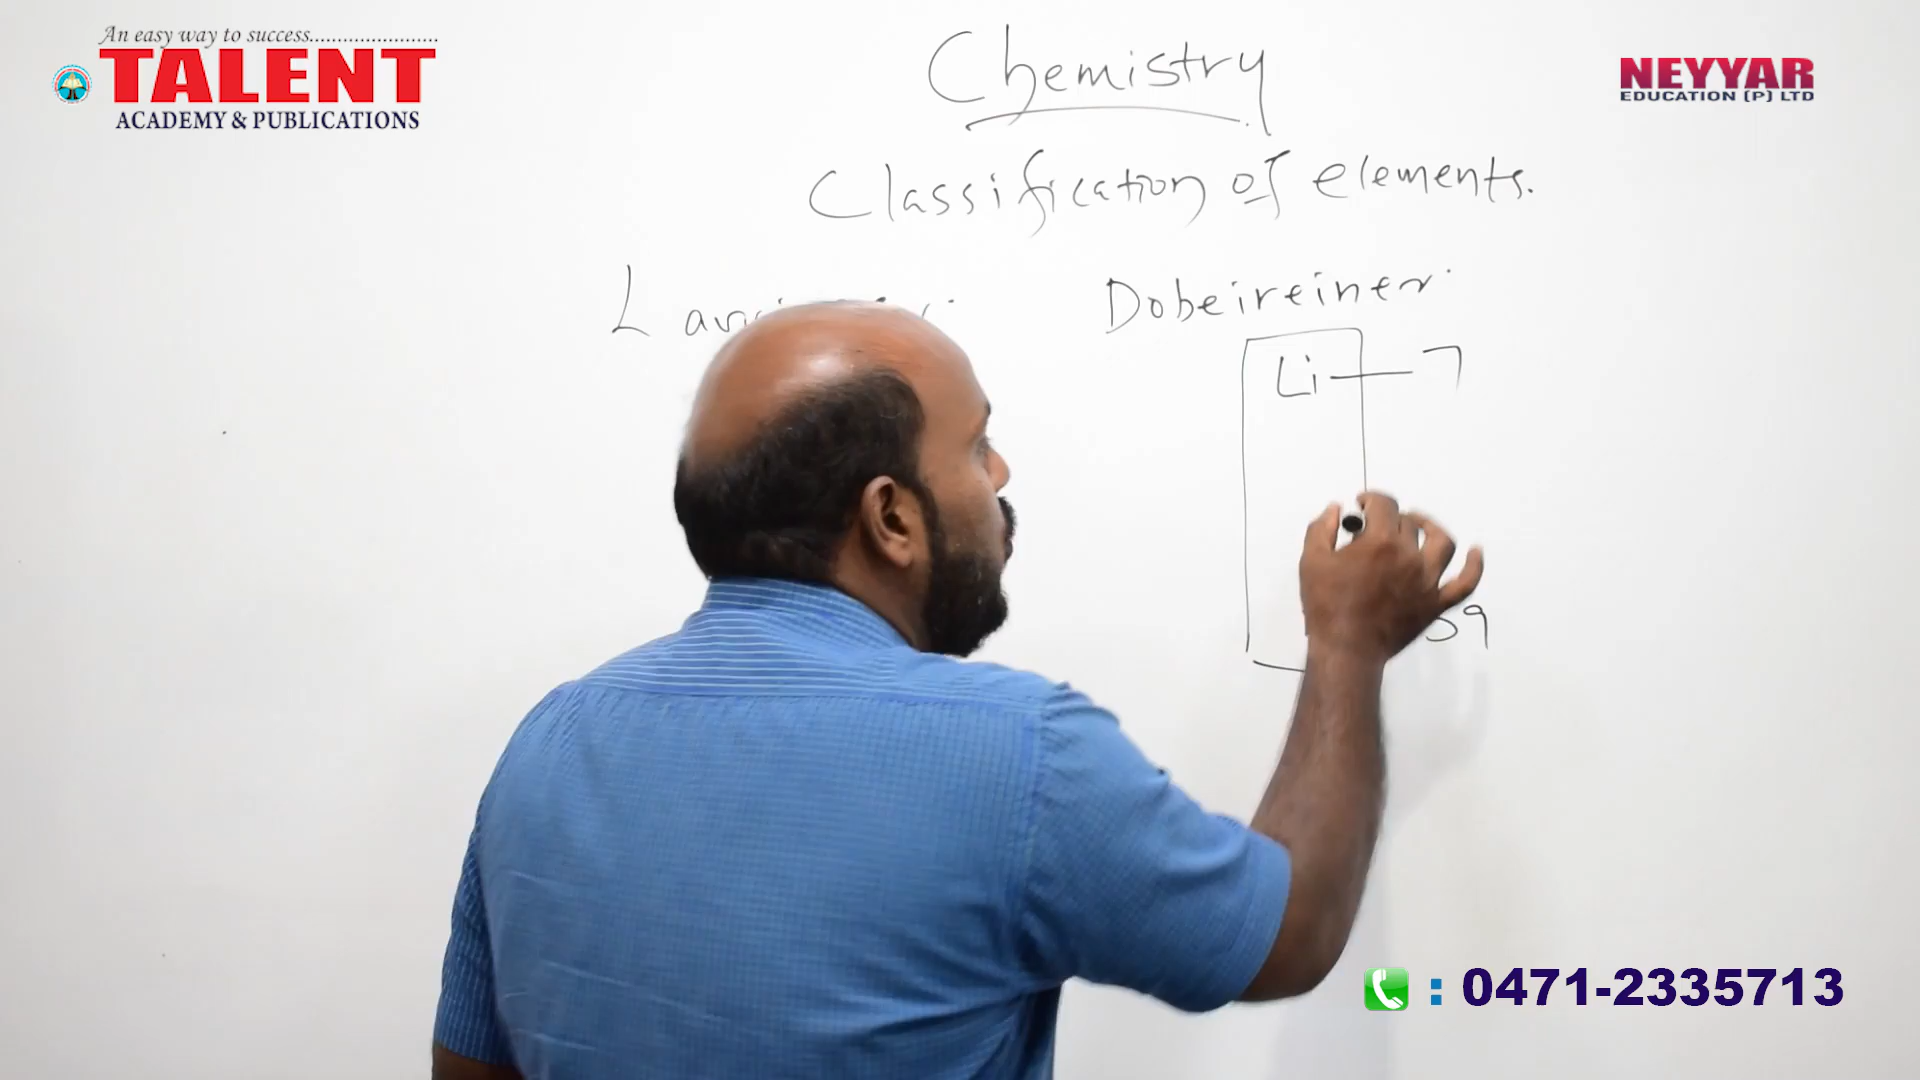 An easy way to success.......................
TALENT
ACADEMY & PUBLICATIONS
NEYYAR
EDUCATION (P) LTD
Chemistry
Classification of elements.
Dobeireiner
Li — 7
39
: 0471-2335713